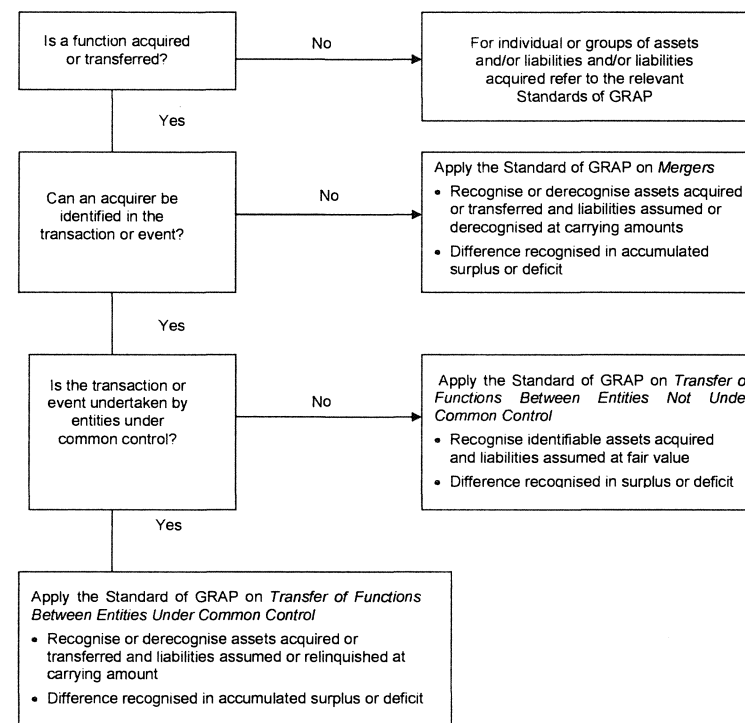 Is a function acquired
or transferred?
No
For individual or groups of assets
and/or liabilities and/or liabilities
acquired refer to the relevant
Standards of GRAP
Yes
Can an acquirer be
identified in the
transaction or event?
No
Apply the Standard of GRAP on Mergers
• Recognise or derecognise assets acquired
or transferred and liabilities assumed or
derecognised at carrying amounts
• Difference recognised in accumulated
surplus or deficit
Yes
Is the transaction or
event undertaken by
entities under
common control?
No
Apply the Standard of GRAP on Transfer o
Functions Between Entities Not Unde
Common Control
• Recognise identifiable assets acquired
and liabilities assumed at fair value
• Difference recognised in surplus or deficit
Yes
Apply the Standard of GRAP on Transfer of Functions
Between Entities Under Common Control
• Recognise or derecognise assets acquired or
transferred and liabilities assumed or relinquished at
carrying amount
• Difference recognised in accumulated surplus or deficit